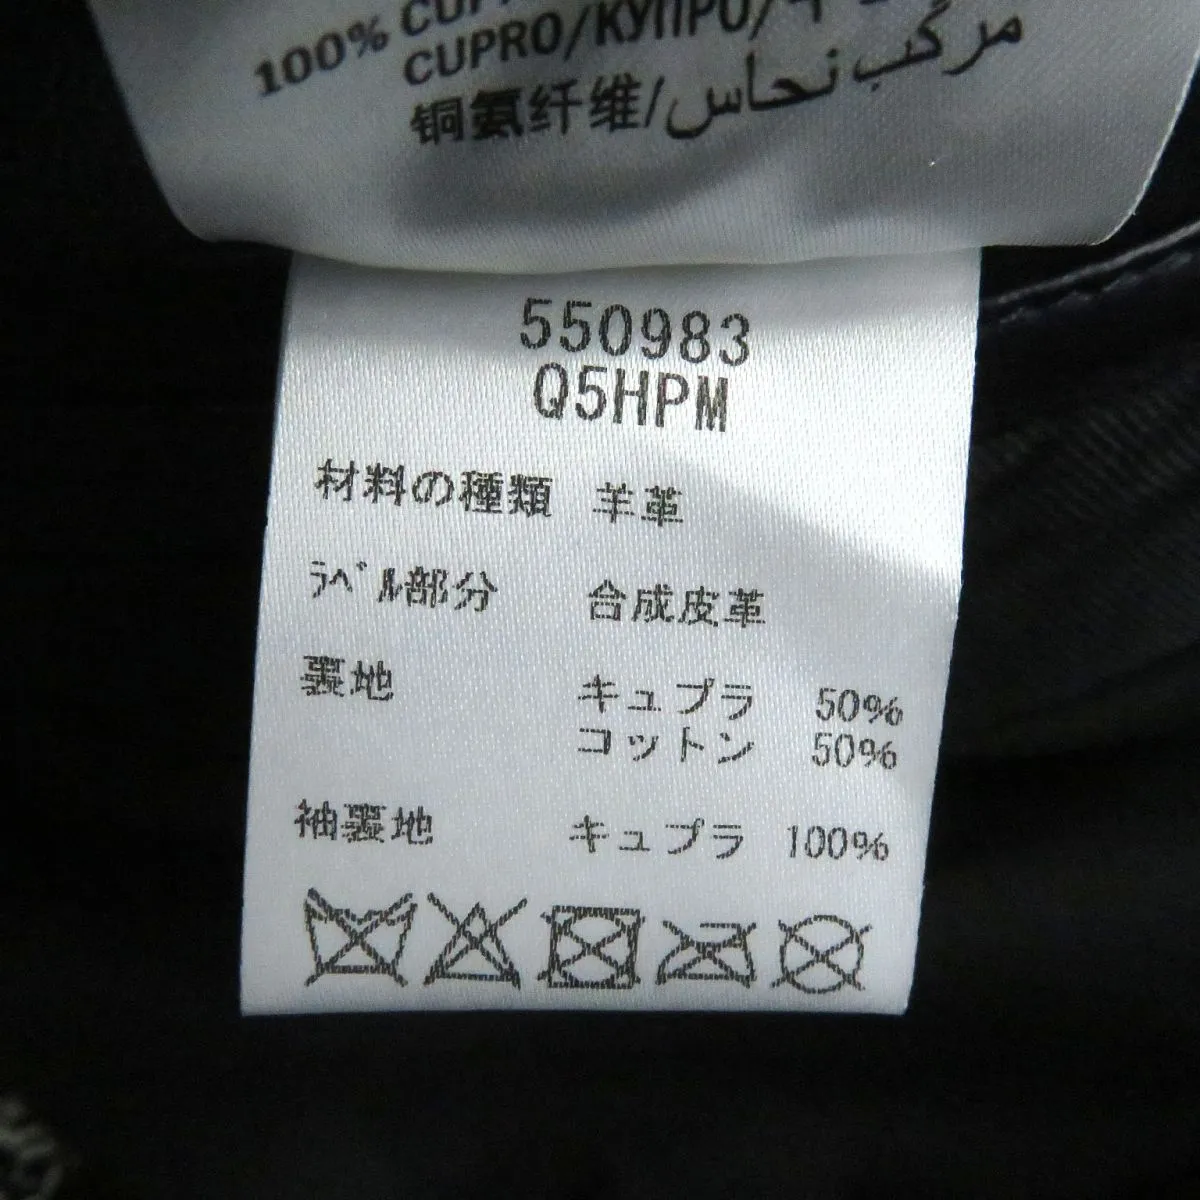 100% CUPRO/КУПРО/
铜氨纤维/مركب نحاس
550983
Q5HPM
材料の種類 羊革
ﾗﾍﾞﾙ部分 合成皮革
裏地 キュプラ 50%
コットン 50%
袖裏地 キュプラ 100%